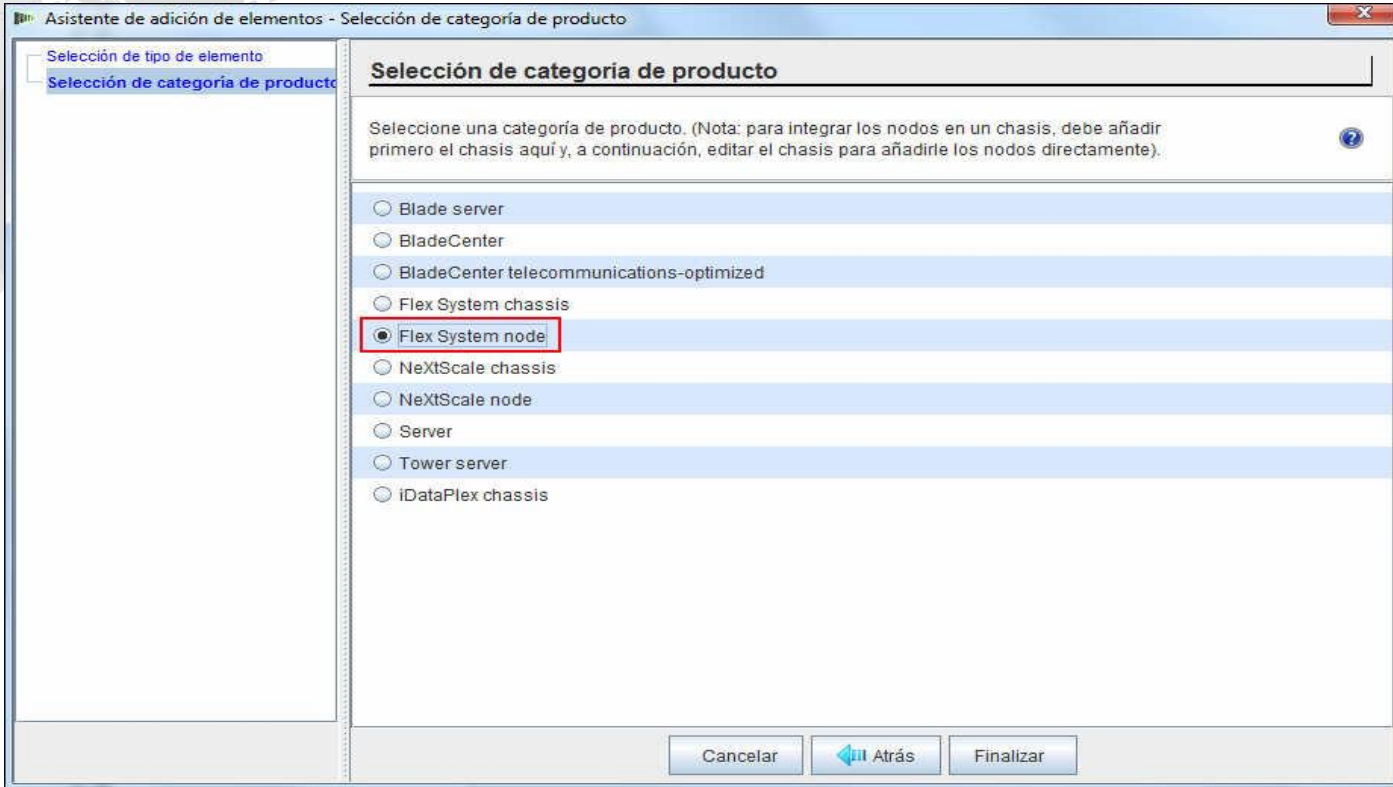 Asistente de adición de elementos - Selección de categoría de producto
Selección de tipo de elemento
Selección de categoría de producto
Selección de categoría de producto
Seleccione una categoría de producto. (Nota: para integrar los nodos en un chasis, debe añadir
primero el chasis aquí y, a continuación, editar el chasis para añadirle los nodos directamente).
Blade server
BladeCenter
BladeCenter telecommunications-optimized
Flex System chassis
Flex System node
NeXtScale chassis
NeXtScale node
Server
Tower server
iDataPlex chassis
Cancelar
Atrás
Finalizar